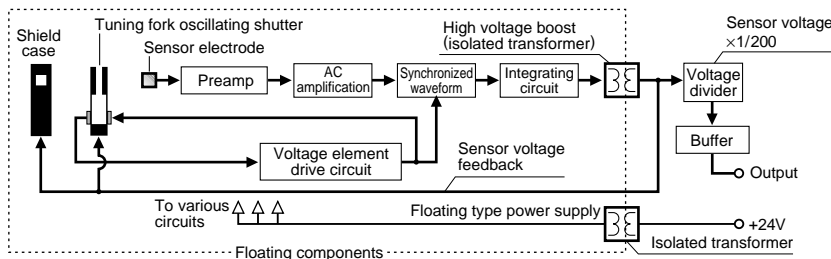 Tuning fork oscillating shutter
Shield
case
Sensor electrode
High voltage boost
(isolated transformer)
Sensor voltage
×1/200
Preamp
AC
amplification
Synchronized
waveform
Integrating
circuit
Voltage
divider
Buffer
Voltage element
drive circuit
Sensor voltage
feedback
Output
To various
circuits
Floating type power supply
+24V
Isolated transformer
Floating components